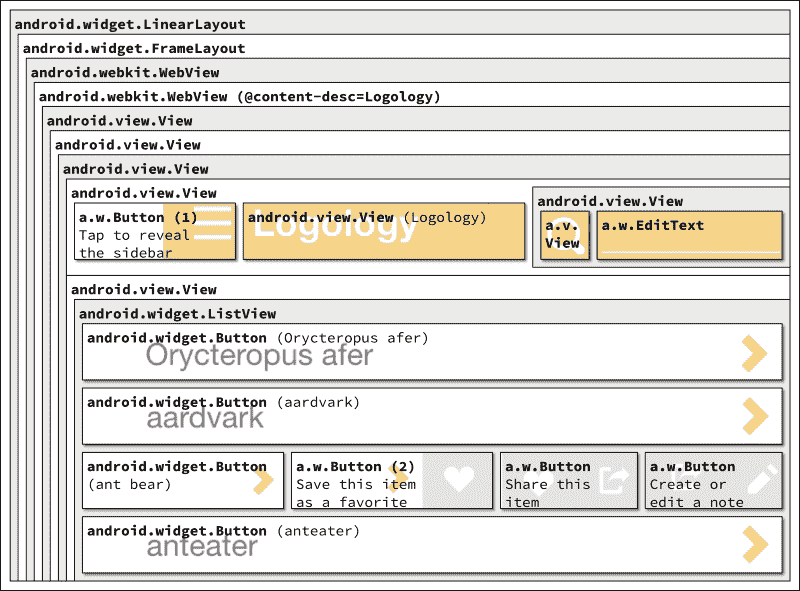 android.widget.LinearLayout
android.widget.FrameLayout
android.webkit.WebView
android.webkit.WebView (@content-desc=Logology)
android.view.View
android.view.View
android.view.View
android.view.View
a.w.Button (1)
Tap to reveal
the sidebar
android.view.View (Logology)
Logology
android.view.View
a.v.
View
a.w.EditText
android.view.View
android.widget.ListView
android.widget.Button (Orycteropus afer)
Orycteropus afer
android.widget.Button (aardvark)
aardvark
android.widget.Button
(ant bear)
a.w.Button (2)
Save this item
as a favorite
a.w.Button
Share this
item
a.w.Button
Create or
edit a note
android.widget.Button (anteater)
anteater